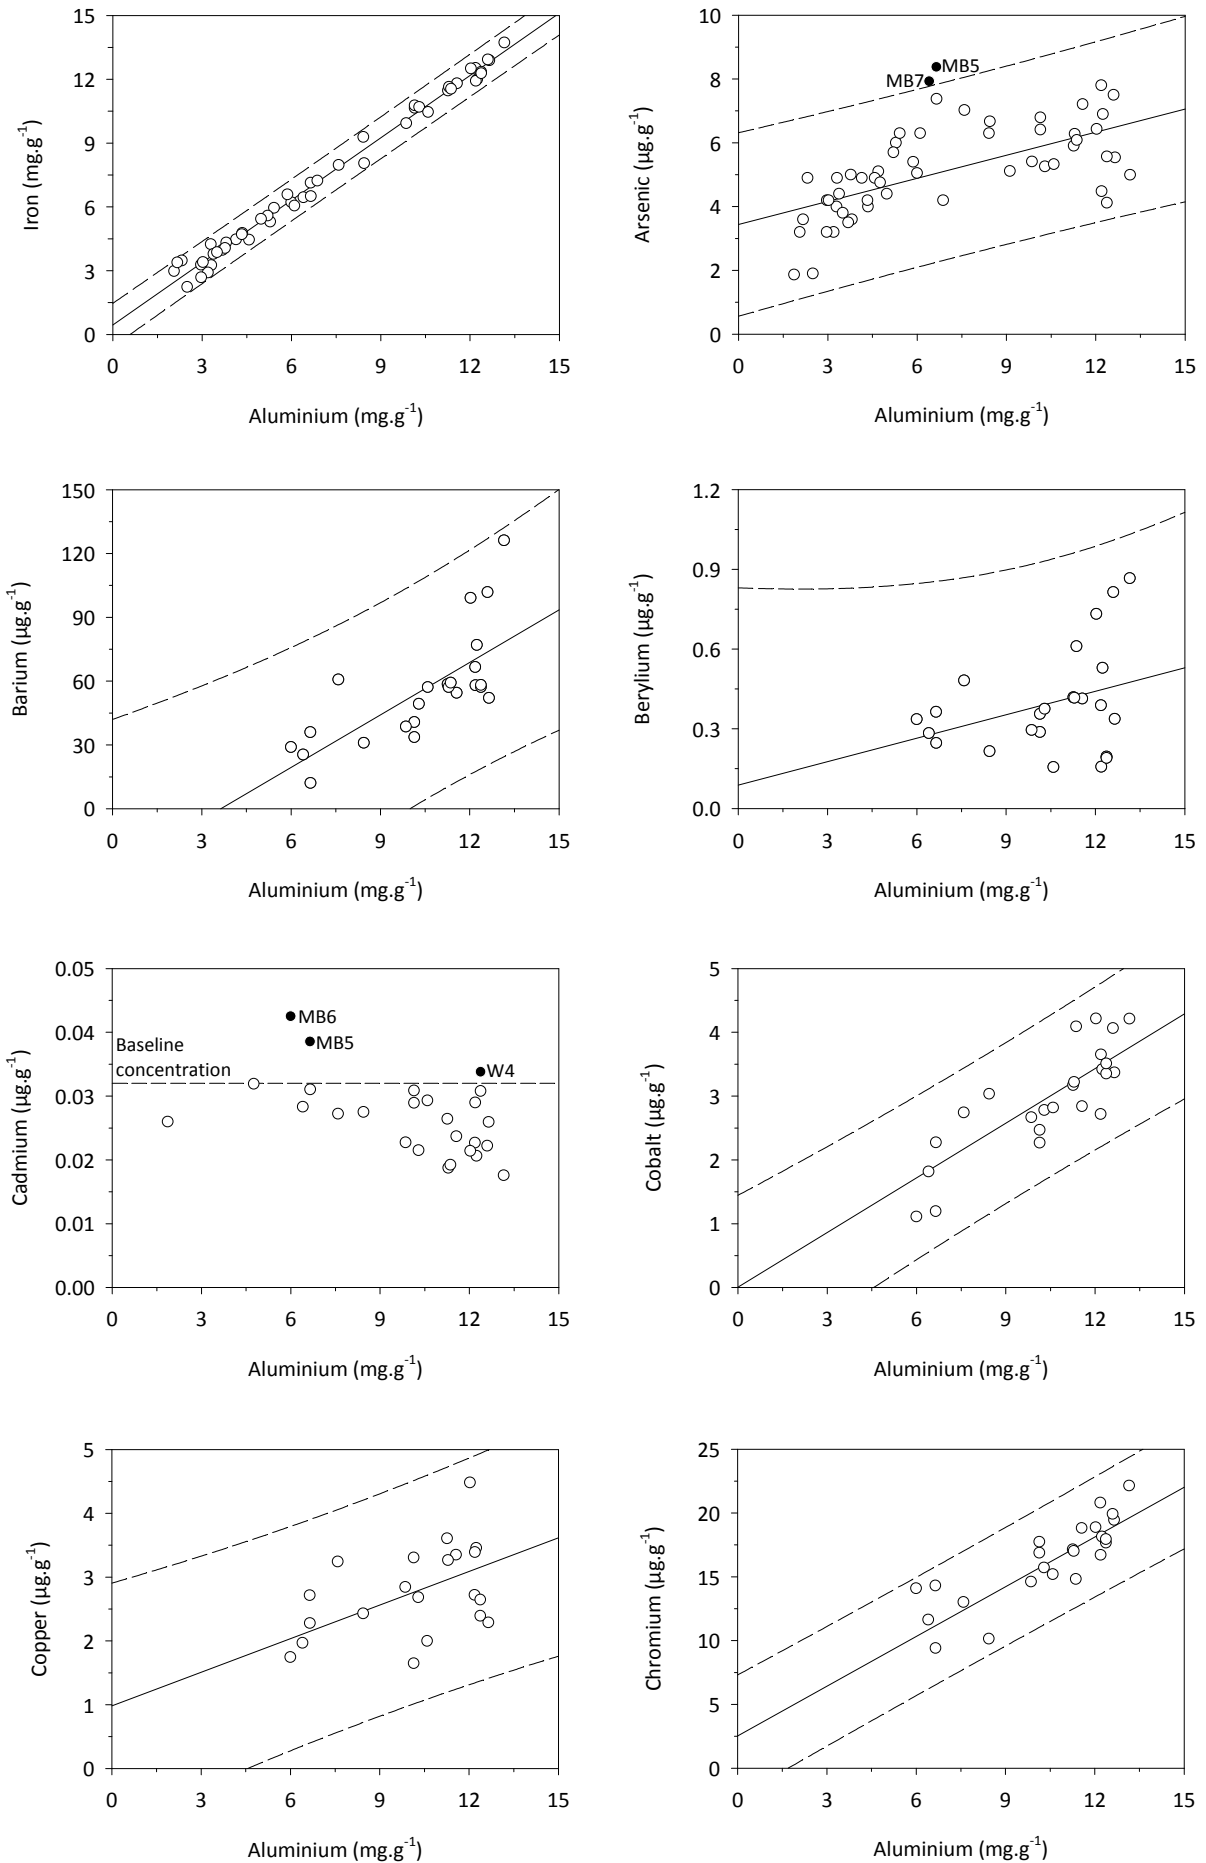 15
12
9
6
3
0
Iron (mg.g-1)
0 3 6 9 12 15
Aluminium (mg.g-1)
10
8
6
4
2
0
Arsenic (µg.g-1)
MB5
MB7
0 3 6 9 12 15
Aluminium (mg.g-1)
150
120
90
60
30
0
Barium (µg.g-1)
0 3 6 9 12 15
Aluminium (mg.g-1)
1.2
0.9
0.6
0.3
0.0
Berylium (µg.g-1)
0 3 6 9 12 15
Aluminium (mg.g-1)
0.05
0.04
0.03
0.02
0.01
0.00
Cadmium (µg.g-1)
MB6
MB5
Baseline
concentration
W4
0 3 6 9 12 15
Aluminium (mg.g-1)
5
4
3
2
1
0
Cobalt (µg.g-1)
0 3 6 9 12 15
Aluminium (mg.g-1)
5
4
3
2
1
0
Copper (µg.g-1)
0 3 6 9 12 15
Aluminium (mg.g-1)
25
20
15
10
5
0
Chromium (µg.g-1)
0 3 6 9 12 15
Aluminium (mg.g-1)